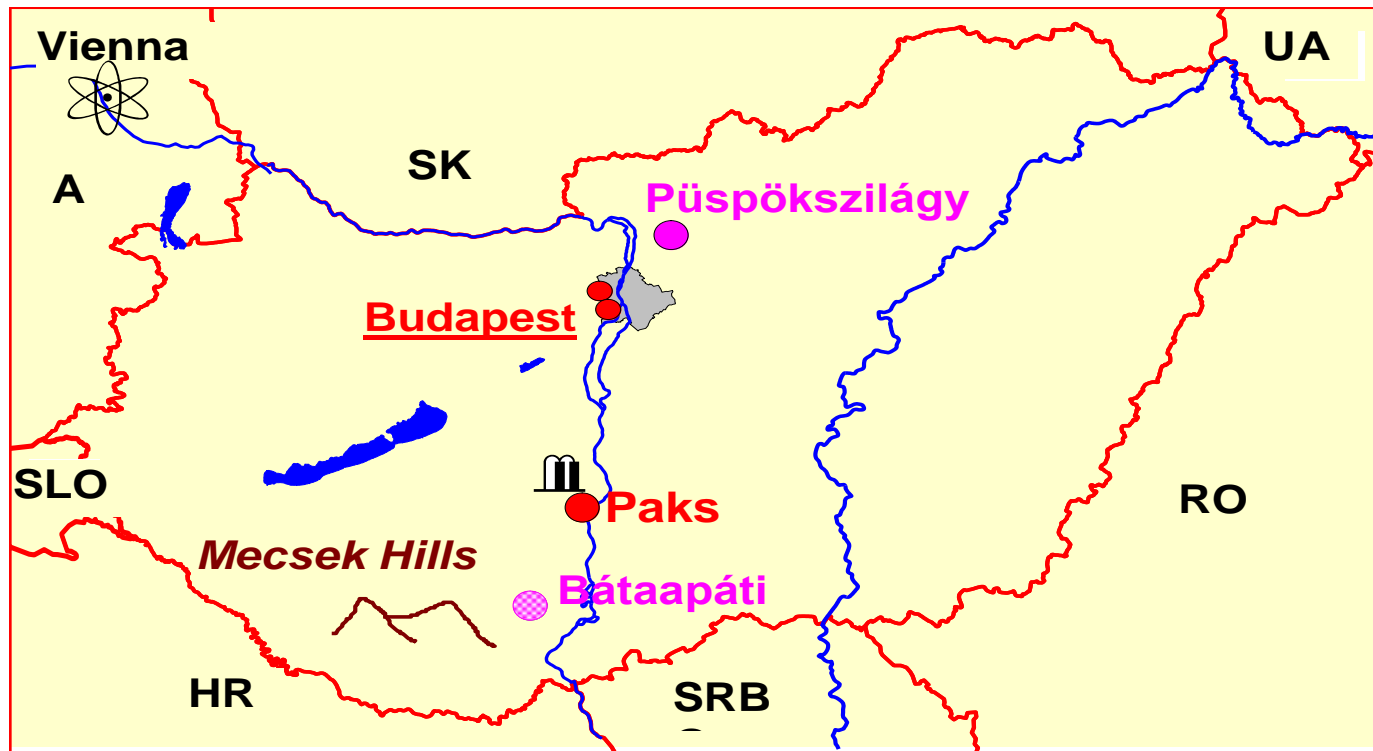 Vienna
UA
SK
A
Püspökszilágy
Budapest
SLO
Paks
RO
Mecsek Hills
Bátaapáti
HR
SRB